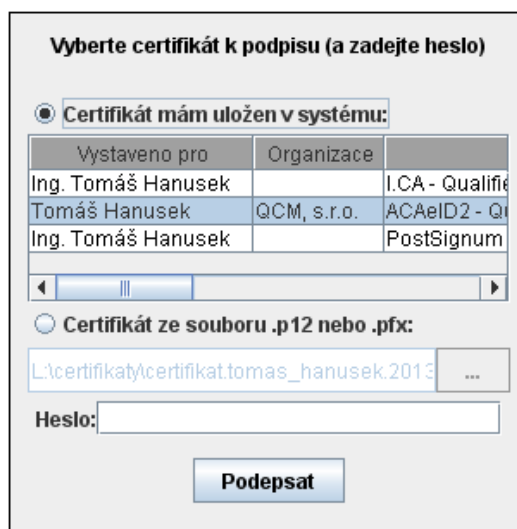 Vyberte certifikát k podpisu (a zadejte heslo)
Certifikát mám uložen v systému:
Vystaveno pro Organizace
Ing. Tomáš Hanusek I.CA - Qualifie
Tomáš Hanusek QCM, s.r.o. ACAeID2 - Qu
Ing. Tomáš Hanusek PostSignum
Certifikát ze souboru .p12 nebo .pfx:
L:\certifikaty\certifikat.tomas_hanusek.2013 ...
Heslo:
Podepsat